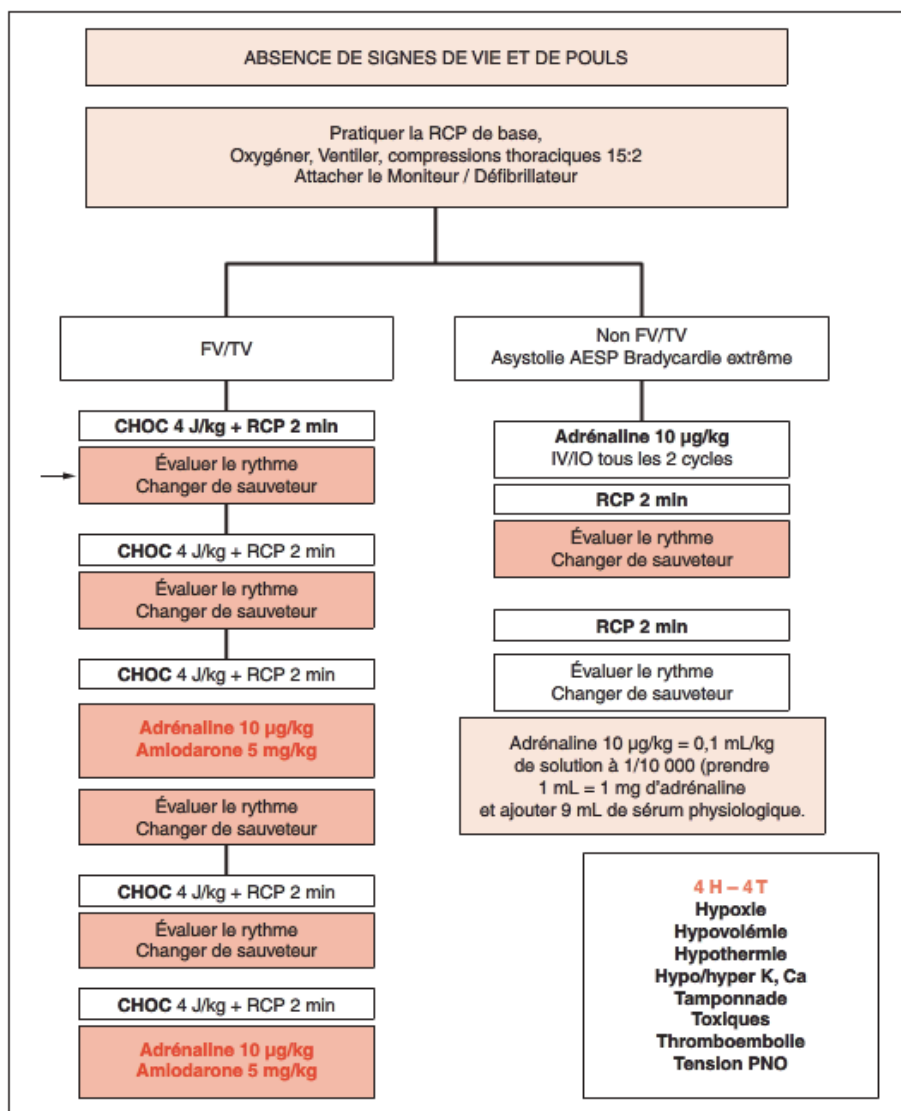 ABSENCE DE SIGNES DE VIE ET DE POULS
Pratiquer la RCP de base,
Oxygéner, Ventiler, compressions thoraciques 15:2
Attacher le Moniteur / Défibrillateur
FV/TV
CHOC 4 J/kg + RCP 2 min
Évaluer le rythme
Changer de sauveteur
CHOC 4 J/kg + RCP 2 min
Évaluer le rythme
Changer de sauveteur
CHOC 4 J/kg + RCP 2 min
Adrénaline 10 µg/kg
Amiodarone 5 mg/kg
Évaluer le rythme
Changer de sauveteur
CHOC 4 J/kg + RCP 2 min
Évaluer le rythme
Changer de sauveteur
CHOC 4 J/kg + RCP 2 min
Adrénaline 10 µg/kg
Amiodarone 5 mg/kg
Non FV/TV
Asystolie AESP Bradycardie extrême
Adrénaline 10 µg/kg
IV/IO tous les 2 cycles
RCP 2 min
Évaluer le rythme
Changer de sauveteur
RCP 2 min
Évaluer le rythme
Changer de sauveteur
Adrénaline 10 µg/kg = 0,1 mL/kg
de solution à 1/10 000 (prendre
1 mL = 1 mg d'adrénaline
et ajouter 9 mL de sérum physiologique.
4 H – 4 T
Hypoxie
Hypovolémie
Hypothermie
Hypo/hyper K, Ca
Tamponnade
Toxiques
Thromboembolie
Tension PNO